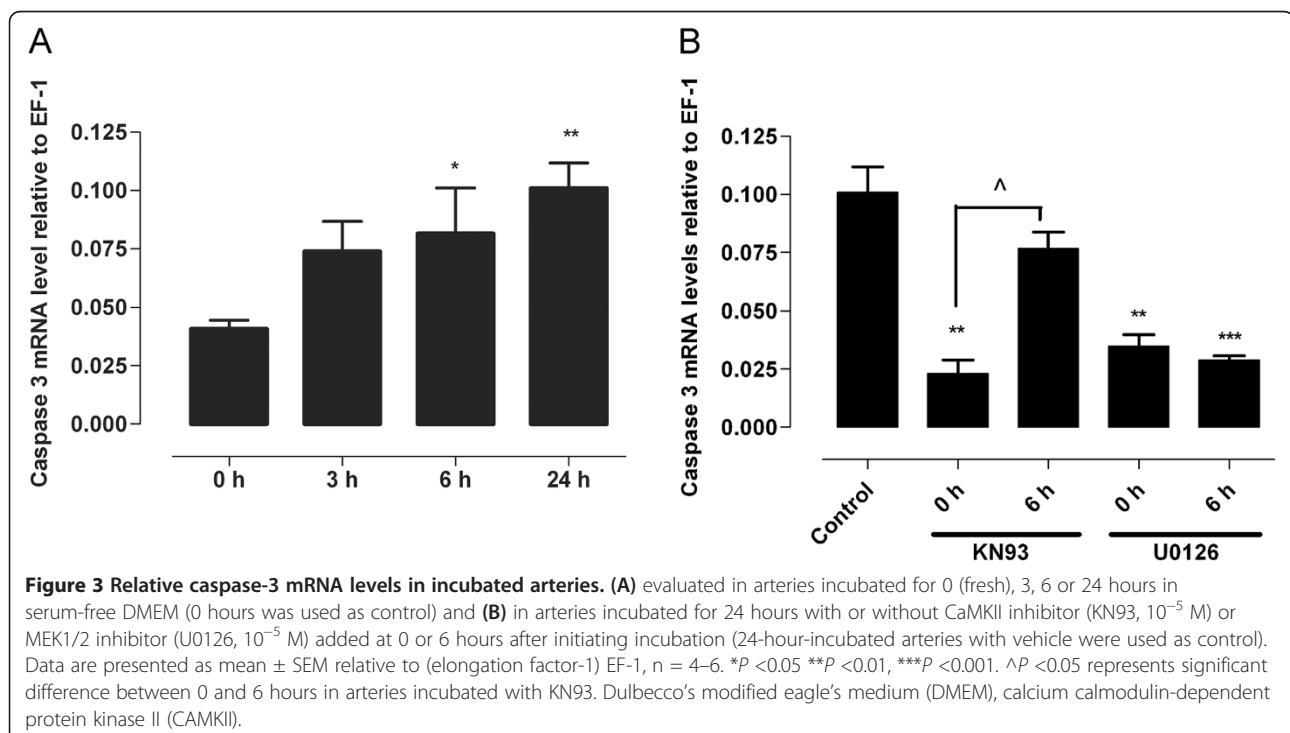 A
Caspase 3 mRNA level relative to EF-1
0.125
0.100
0.075
0.050
0.025
0.000
*
**
0 h
3 h
6 h
24 h
B
Caspase 3 mRNA levels relative to EF-1
0.125
0.100
0.075
0.050
0.025
0.000
^
**
**
***
Control
0 h
6 h
0 h
6 h
KN93
U0126
Figure 3 Relative caspase-3 mRNA levels in incubated arteries. (A) evaluated in arteries incubated for 0 (fresh), 3, 6 or 24 hours in
serum-free DMEM (0 hours was used as control) and (B) in arteries incubated for 24 hours with or without CaMKII inhibitor (KN93, 10⁻⁵ M) or
MEK1/2 inhibitor (U0126, 10⁻⁵ M) added at 0 or 6 hours after initiating incubation (24-hour-incubated arteries with vehicle were used as control).
Data are presented as mean ± SEM relative to (elongation factor-1) EF-1, n = 4–6. *P <0.05 **P <0.01, ***P <0.001. ^P <0.05 represents significant
difference between 0 and 6 hours in arteries incubated with KN93. Dulbecco's modified eagle's medium (DMEM), calcium calmodulin-dependent
protein kinase II (CAMKII).